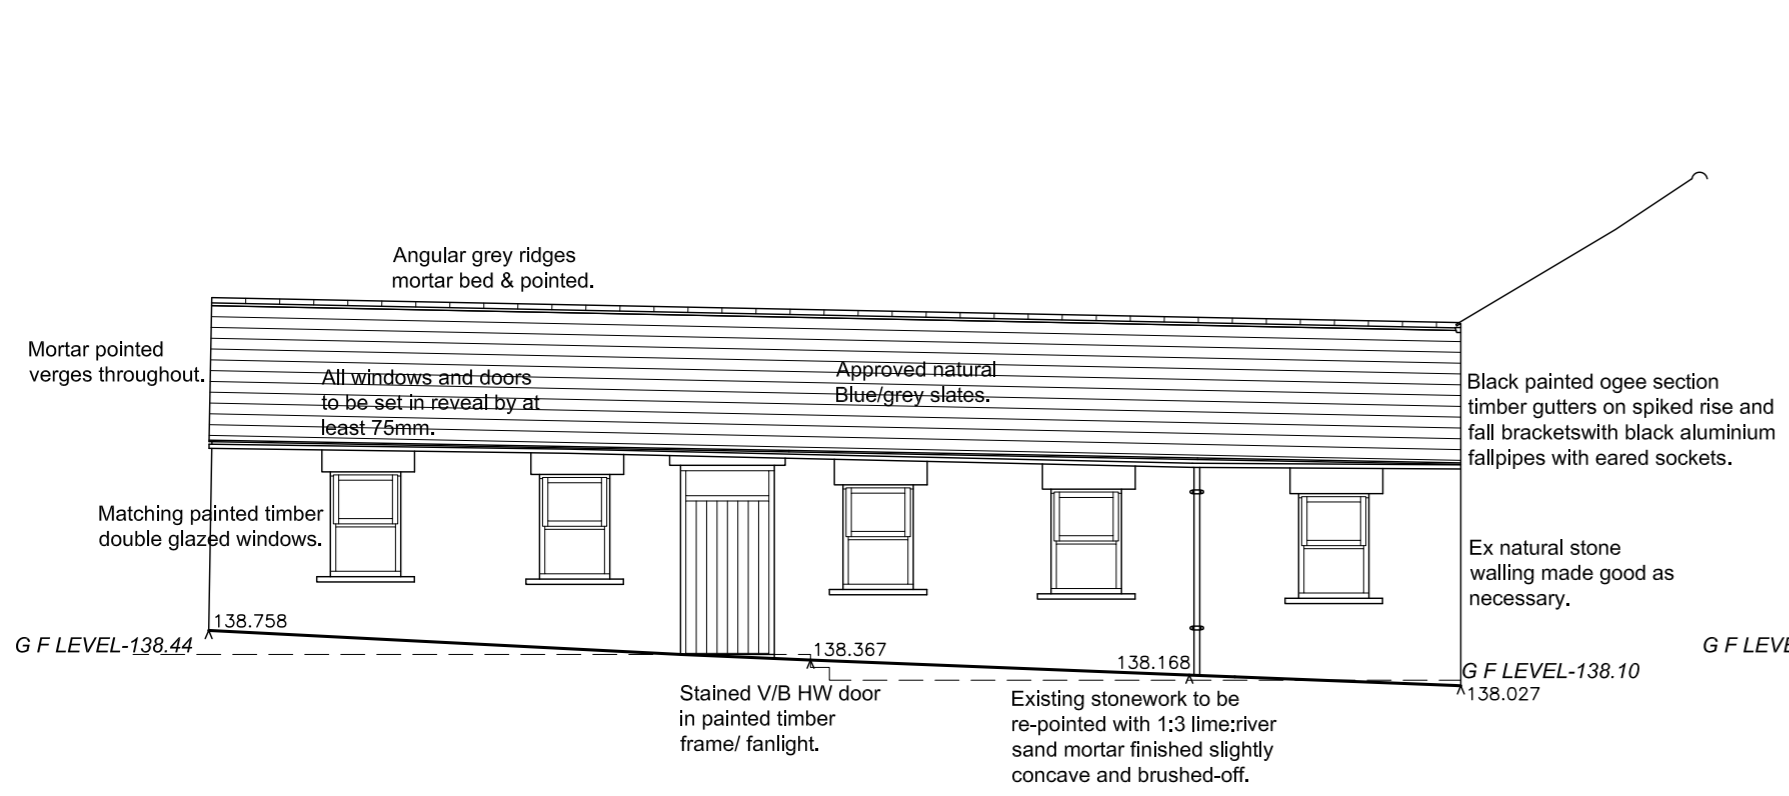 Angular grey ridges
mortar bed & pointed.
Mortar pointed
verges throughout.
All windows and doors
to be set in reveal by at
least 75mm.
Approved natural
Blue/grey slates.
Black painted ogee section
timber gutters on spiked rise and
fall bracketswith black aluminium
fallpipes with eared sockets.
Matching painted timber
double glazed windows.
Ex natural stone
walling made good as
necessary.
138.758
G F LEVEL-138.44
138.367
138.168
G F LEVEL-138.10
138.027
G F LEVE
Stained V/B HW door
in painted timber
frame/ fanlight.
Existing stonework to be
re-pointed with 1:3 lime:river
sand mortar finished slightly
concave and brushed-off.